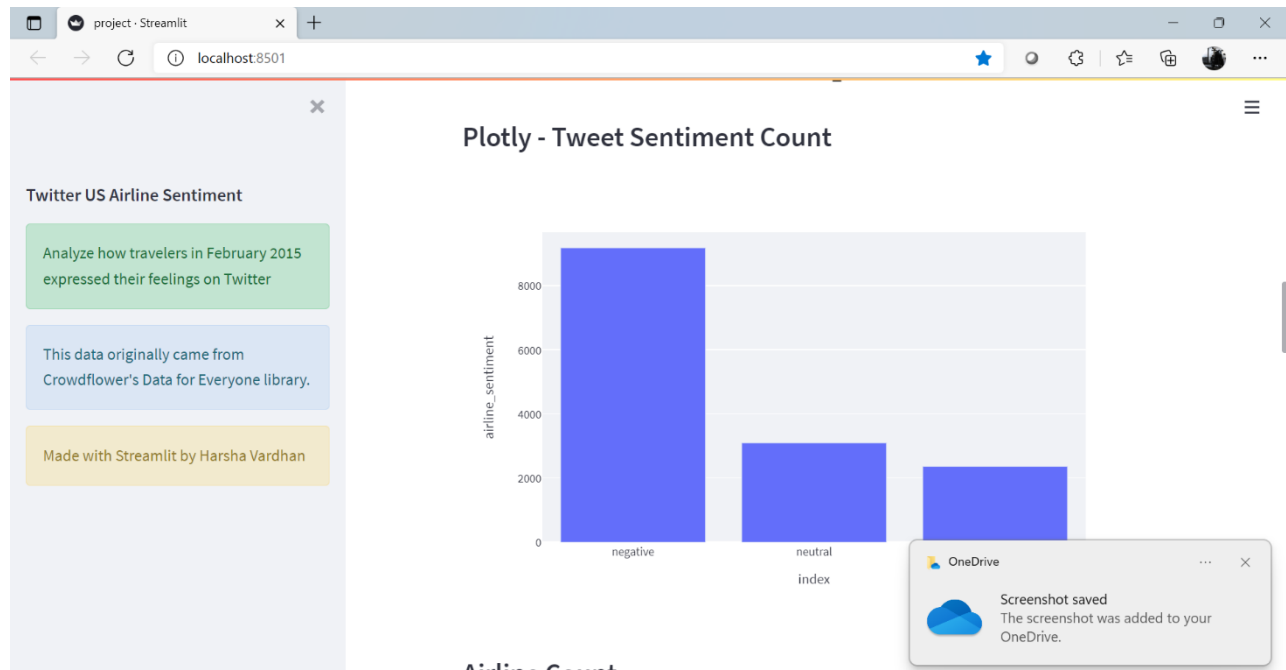 project · Streamlit
localhost:8501
Twitter US Airline Sentiment
Analyze how travelers in February 2015
expressed their feelings on Twitter
This data originally came from
Crowdflower's Data for Everyone library.
Made with Streamlit by Harsha Vardhan
Plotly - Tweet Sentiment Count
airline_sentiment
8000
6000
4000
2000
0
negative
neutral
index
OneDrive
Screenshot saved
The screenshot was added to your
OneDrive.
Airline Count